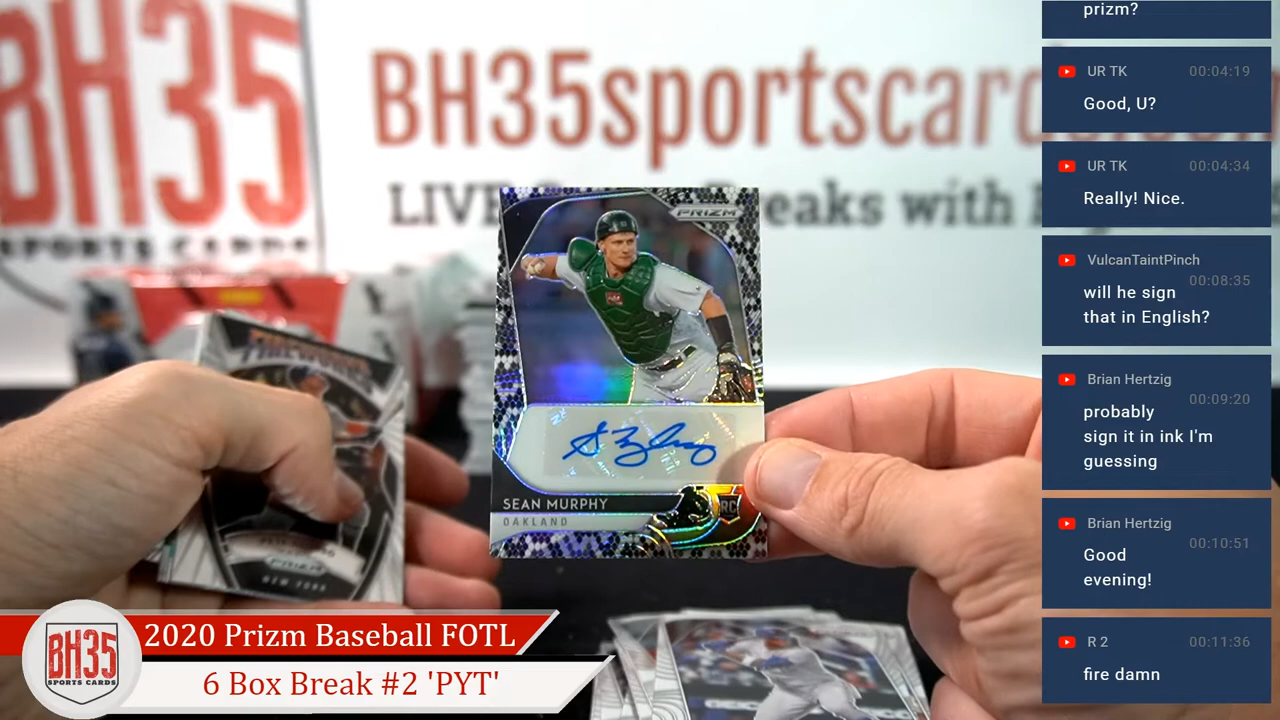 BH35
SPORTS CARDS
BH35sportscards.com
LIVE
eaks with
PRIZM
SEAN MURPHY
OAKLAND
RC
PRIZM
NEW YORK
BH35
SPORTS CARDS
2020 Prizm Baseball FOTL
6 Box Break #2 'PYT'
prizm?
UR TK 00:04:19
Good, U?
UR TK 00:04:34
Really! Nice.
VulcanTaintPinch
00:08:35
will he sign
that in English?
Brian Hertzig
00:09:20
probably
sign it in ink I'm
guessing
Brian Hertzig
00:10:51
Good
evening!
R 2 00:11:36
fire damn